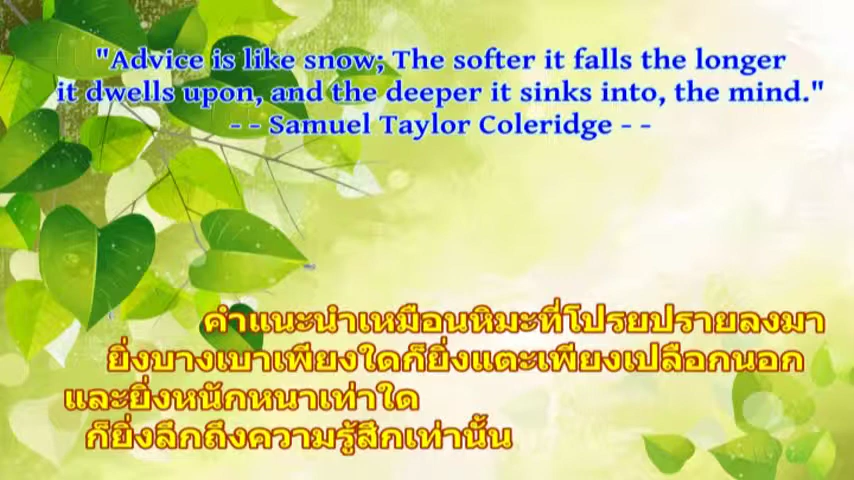 "Advice is like snow; The softer it falls the longer
it dwells upon, and the deeper it sinks into, the mind."
- - Samuel Taylor Coleridge - -
คำแนะนำเหมือนหิมะที่โปรยปรายลงมา
ยิ่งบางเบาเพียงใดก็ยิ่งแตะเพียงเปลือกนอก
และยิ่งหนักหนาเท่าใด
ก็ยิ่งลึกถึงความรู้สึกเท่านั้น